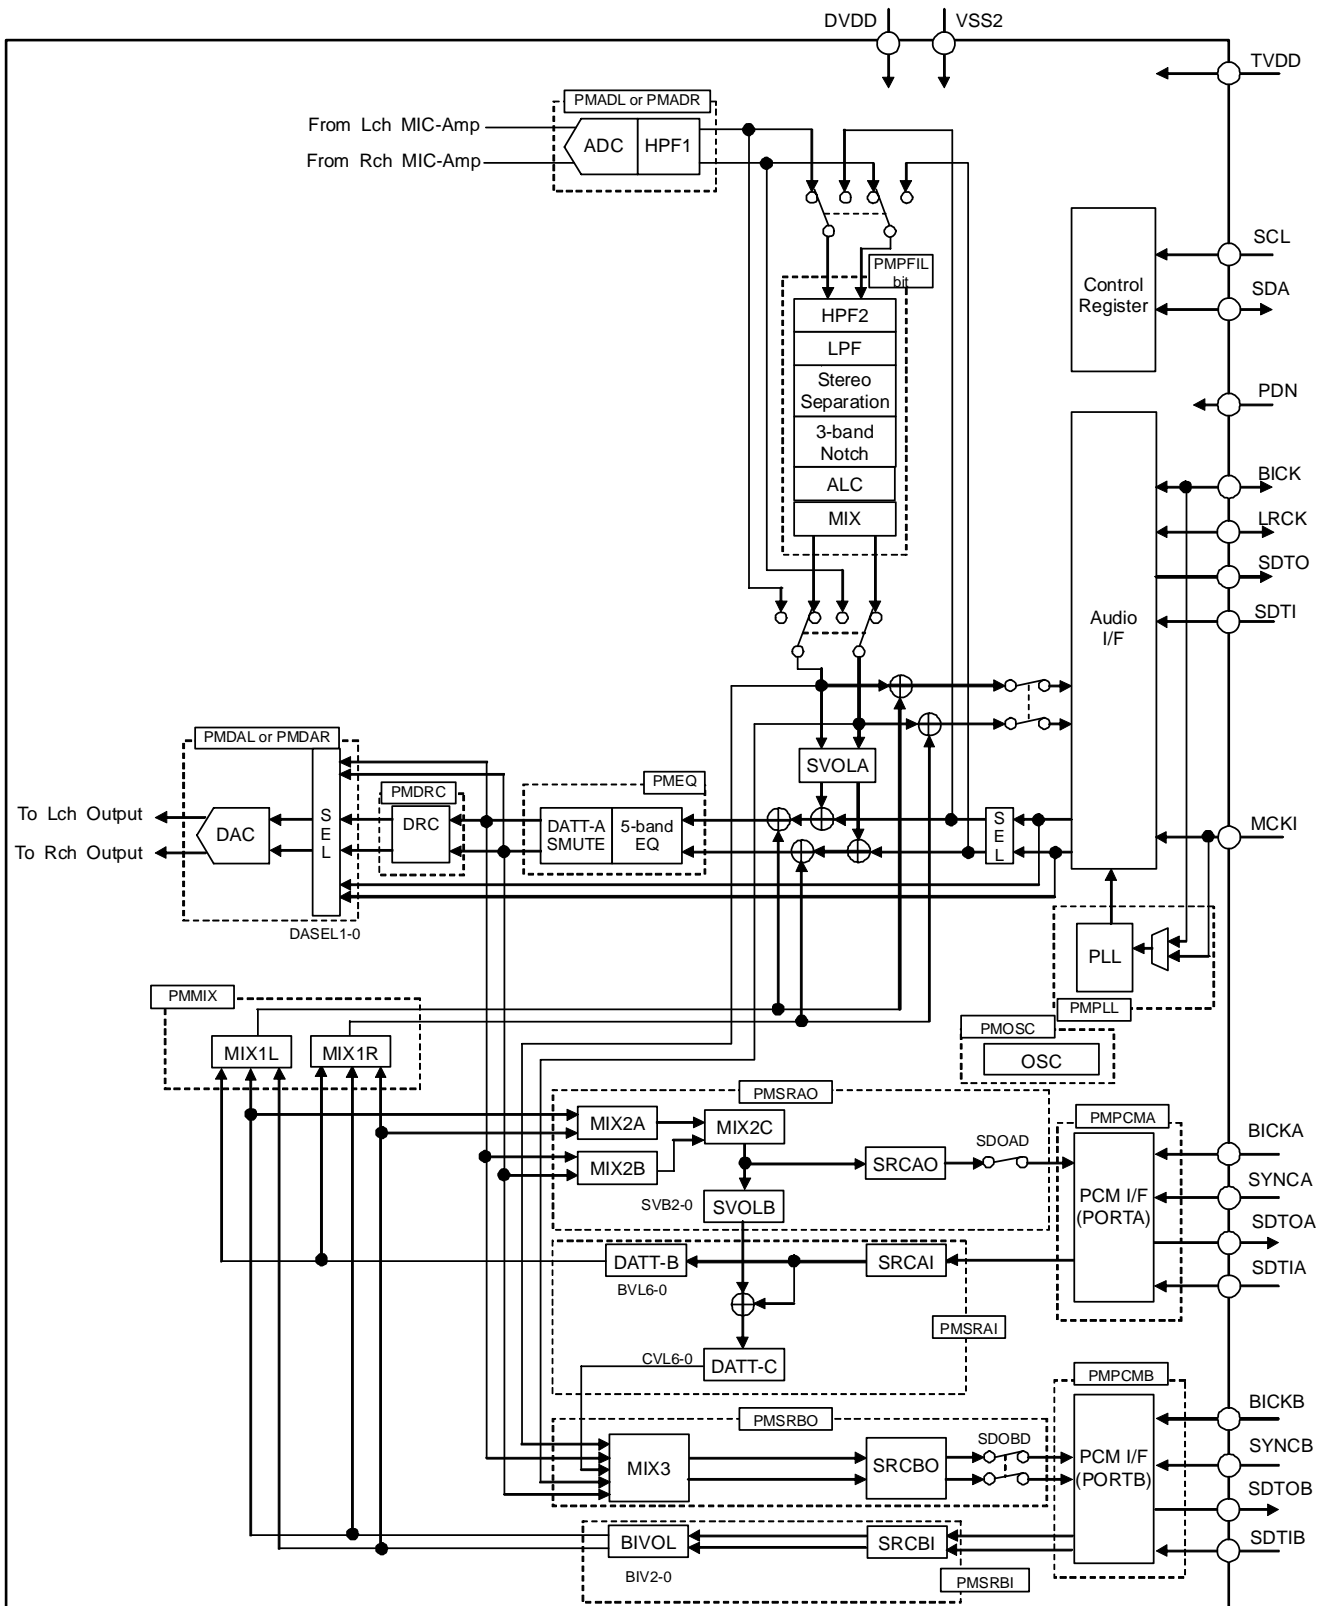 DVDD
VSS2
TVDD
PMADL or PMADR
From Lch MIC-Amp
From Rch MIC-Amp
ADC
HPF1
SCL
SDA
Control
Register
PMPFIL
bit
HPF2
LPF
Stereo
Separation
3-band
Notch
ALC
MIX
PDN
BICK
LRCK
SDTO
SDTI
Audio
I/F
PMDAL or PMDAR
SVOLA
PMEQ
PMDRC
To Lch Output
To Rch Output
DAC
S
E
L
DRC
DATT-A
SMUTE
5-band
EQ
S
E
L
MCKI
DASEL1-0
PLL
PMPLL
PMMIX
MIX1L
MIX1R
PMOSC
OSC
PMSRAO
MIX2A
MIX2C
MIX2B
SRCAO
SDOAD
SVB2-0
SVOLB
PMPCMA
PCM I/F
(PORTA)
BICKA
SYNCA
SDTOA
SDTIA
DATT-B
SRCAI
BVL6-0
PMSRAI
CVL6-0
DATT-C
PMPCMB
PMSRBO
MIX3
SRCBO
SDOBD
PCM I/F
(PORTB)
BICKB
SYNCB
SDTOB
SDTIB
BIVOL
SRCBI
BIV2-0
PMSRBI